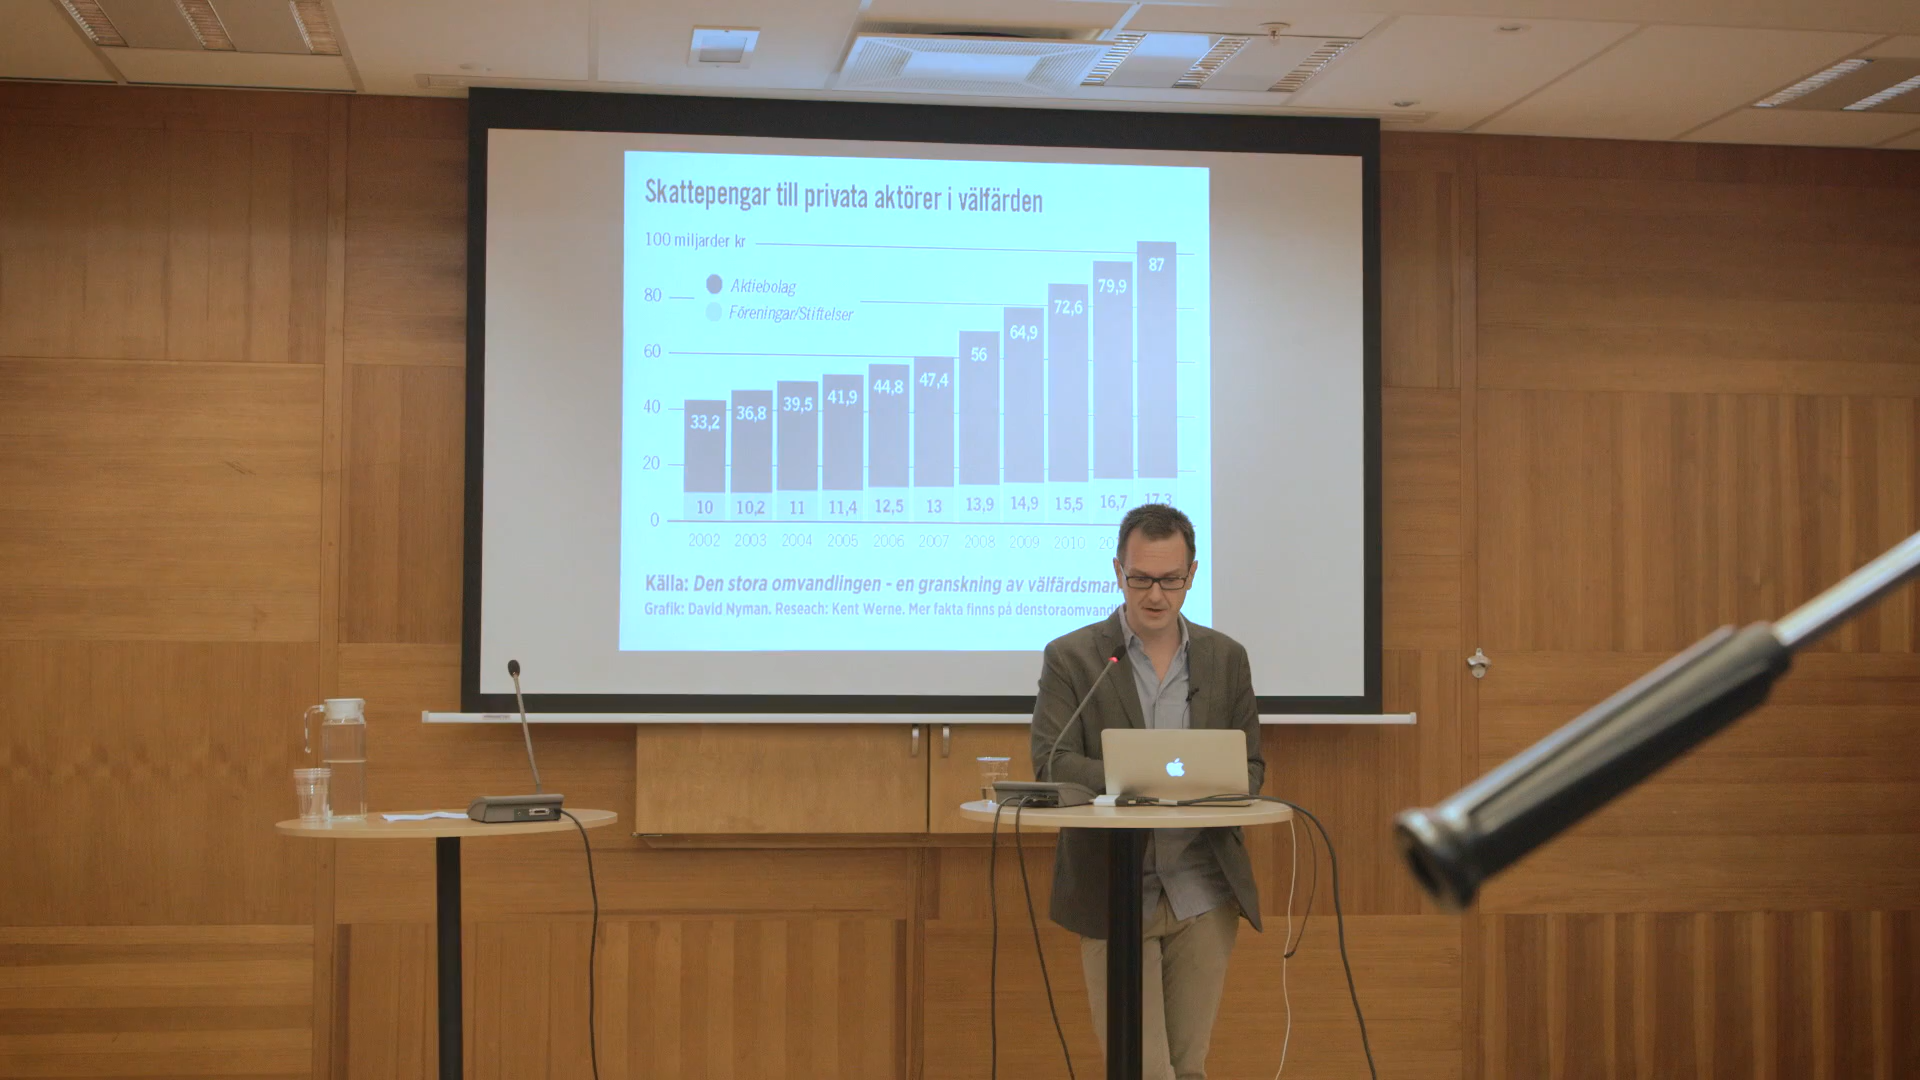 Skattepengar till privata aktörer i välfärden
100 miljarder kr
Aktiebolag
Föreningar/Stiftelser
80
60
40
20
0
33,2 36,8 39,5 41,9 44,8 47,4 56 64,9 72,6 79,9 87
10 10,2 11 11,4 12,5 13 13,9 14,9 15,5 16,7 17,3
2002 2003 2004 2005 2006 2007 2008 2009 2010
Källa: Den stora omvandlingen - en granskning av
Grafik: David Nyman. Reseach: Kent Werne. Mer fakta finns på